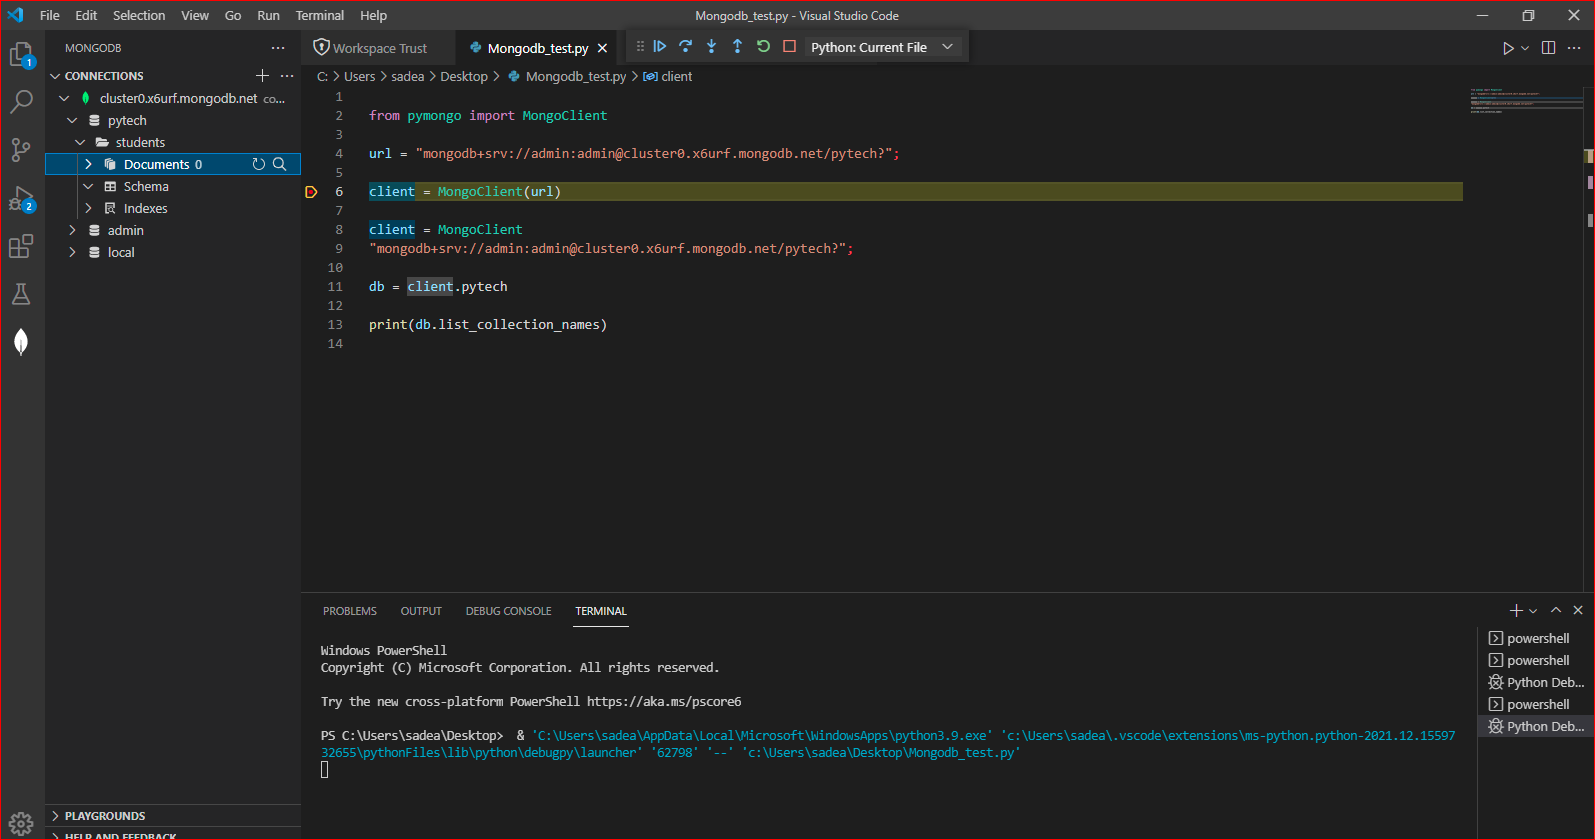 File Edit Selection View Go Run Terminal Help
Mongodb_test.py - Visual Studio Code
MONGODB
Workspace Trust
Mongodb_test.py
Python: Current File
CONNECTIONS
C: > Users > sadea > Desktop > Mongodb_test.py > client
cluster0.x6urf.mongodb.net co...
pytech
students
Documents 0
Schema
Indexes
admin
local
1
2
1
2 from pymongo import MongoClient
3
4 url = "mongodb+srv://admin:admin@cluster0.x6urf.mongodb.net/pytech?";
5
6 client = MongoClient(url)
7
8 client = MongoClient
9 "mongodb+srv://admin:admin@cluster0.x6urf.mongodb.net/pytech?";
10
11 db = client.pytech
12
13 print(db.list_collection_names)
14
PROBLEMS OUTPUT DEBUG CONSOLE TERMINAL
Windows PowerShell
Copyright (C) Microsoft Corporation. All rights reserved.
Try the new cross-platform PowerShell https://aka.ms/pscore6
PS C:\Users\sadea\Desktop> & 'C:\Users\sadea\AppData\Local\Microsoft\WindowsApps\python3.9.exe' 'c:\Users\sadea\.vscode\extensions\ms-python.python-2021.12.15597
32655\pythonFiles\lib\python\debugpy\launcher' '62798' '--' 'c:\Users\sadea\Desktop\Mongodb_test.py'
powershell
powershell
Python Deb...
powershell
Python Deb...
PLAYGROUNDS
HELP AND FEEDBACK